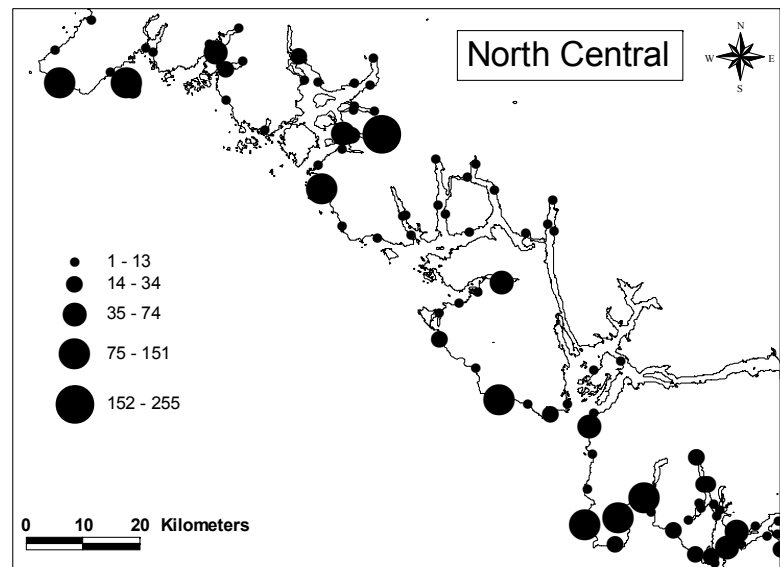 North Central
N
W E
S
1 - 13
14 - 34
35 - 74
75 - 151
152 - 255
0 10 20 Kilometers